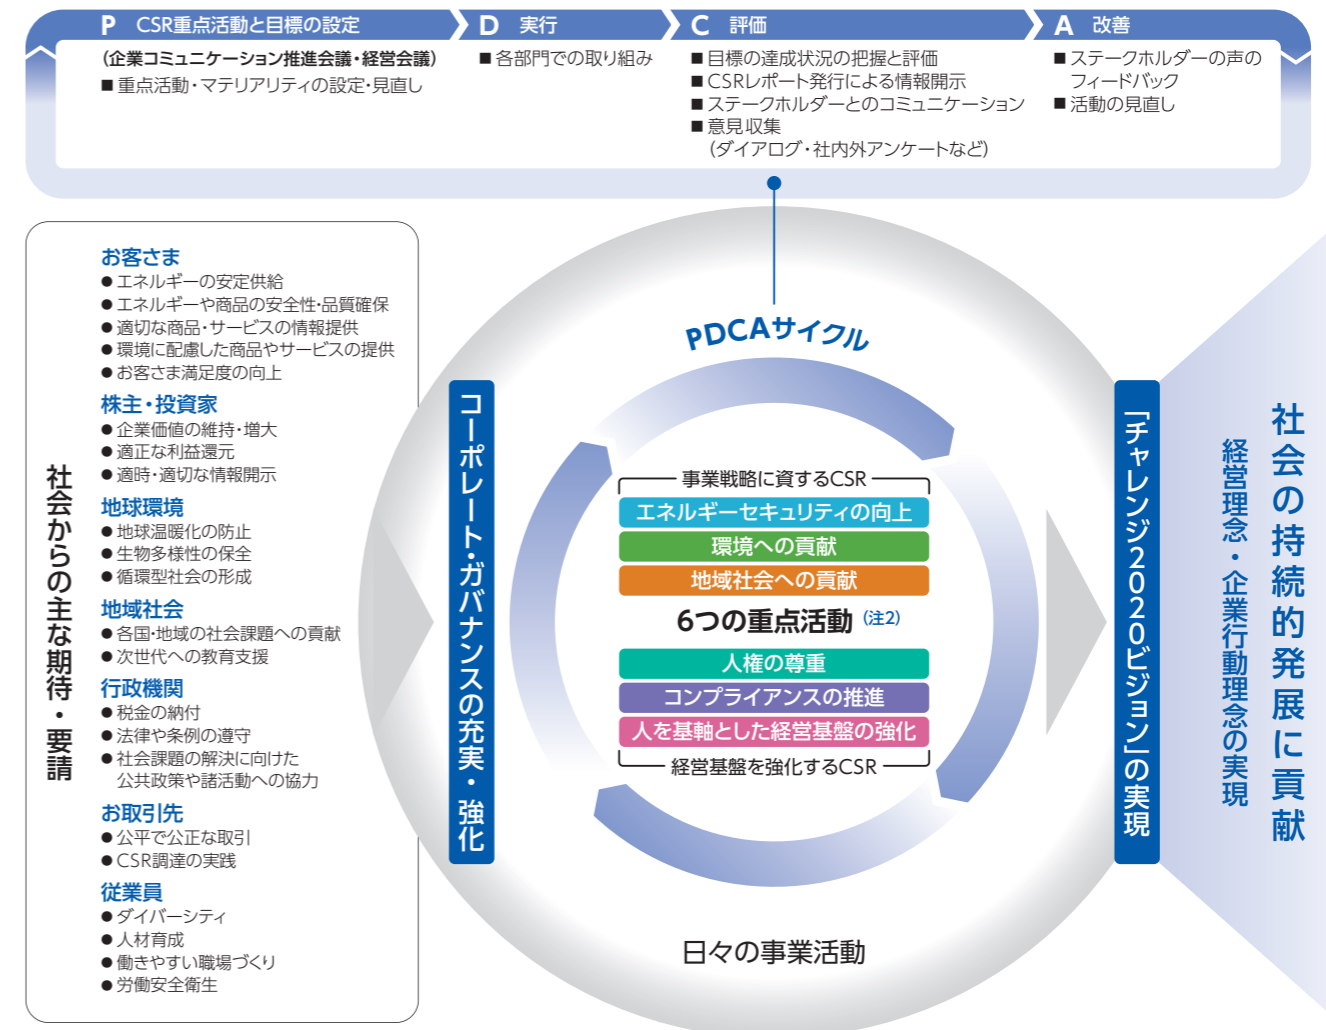 P CSR重点活動と目標の設定
(企業コミュニケーション推進会議・経営会議)
■重点活動・マテリアリティの設定・見直し
D 実行
■各部門での取り組み
C 評価
■目標の達成状況の把握と評価
■CSRレポート発行による情報開示
■ステークホルダーとのコミュニケーション
■意見収集
(ダイアログ・社内外アンケートなど)
A 改善
■ステークホルダーの声の
フィードバック
■活動の見直し
社会からの主な期待・要請
お客さま
●エネルギーの安定供給
●エネルギーや商品の安全性・品質確保
●適切な商品・サービスの情報提供
●環境に配慮した商品やサービスの提供
●お客さま満足度の向上
株主・投資家
●企業価値の維持・増大
●適正な利益還元
●適時・適切な情報開示
地球環境
●地球温暖化の防止
●生物多様性の保全
●循環型社会の形成
地域社会
●各国・地域の社会課題への貢献
●次世代への教育支援
行政機関
●税金の納付
●法律や条例の遵守
●社会課題の解決に向けた
公共政策や諸活動への協力
お取引先
●公平で公正な取引
●CSR調達の実践
従業員
●ダイバーシティ
●人材育成
●働きやすい職場づくり
●労働安全衛生
コーポレート・ガバナンスの充実・強化
PDCAサイクル
事業戦略に資するCSR
エネルギーセキュリティの向上
環境への貢献
地域社会への貢献
6つの重点活動(注2)
人権の尊重
コンプライアンスの推進
人を基軸とした経営基盤の強化
経営基盤を強化するCSR
日々の事業活動
「チャレンジ2020ビジョン」の実現
社会の持続的発展に貢献
経営理念・企業行動理念の実現